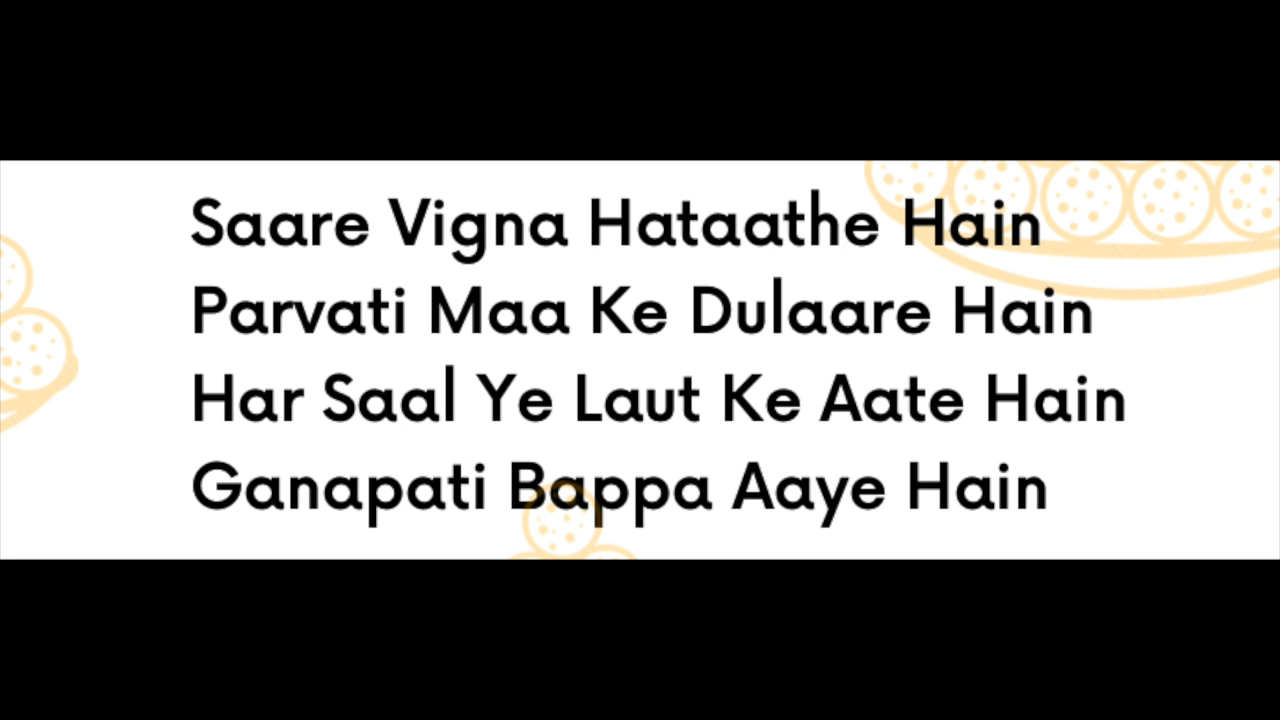 Saare Vigna Hataathe Hain
Parvati Maa Ke Dulaare Hain
Har Saal Ye Laut Ke Aate Hain
Ganapati Bappa Aaye Hain